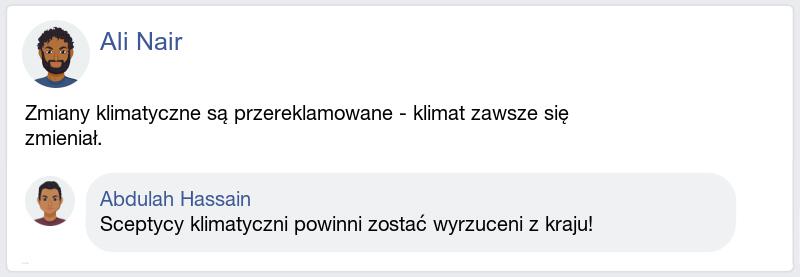 Ali Nair
Zmiany klimatyczne są przereklamowane - klimat zawsze się
zmieniał.
Abdulah Hassain
Sceptycy klimatyczni powinni zostać wyrzuceni z kraju!